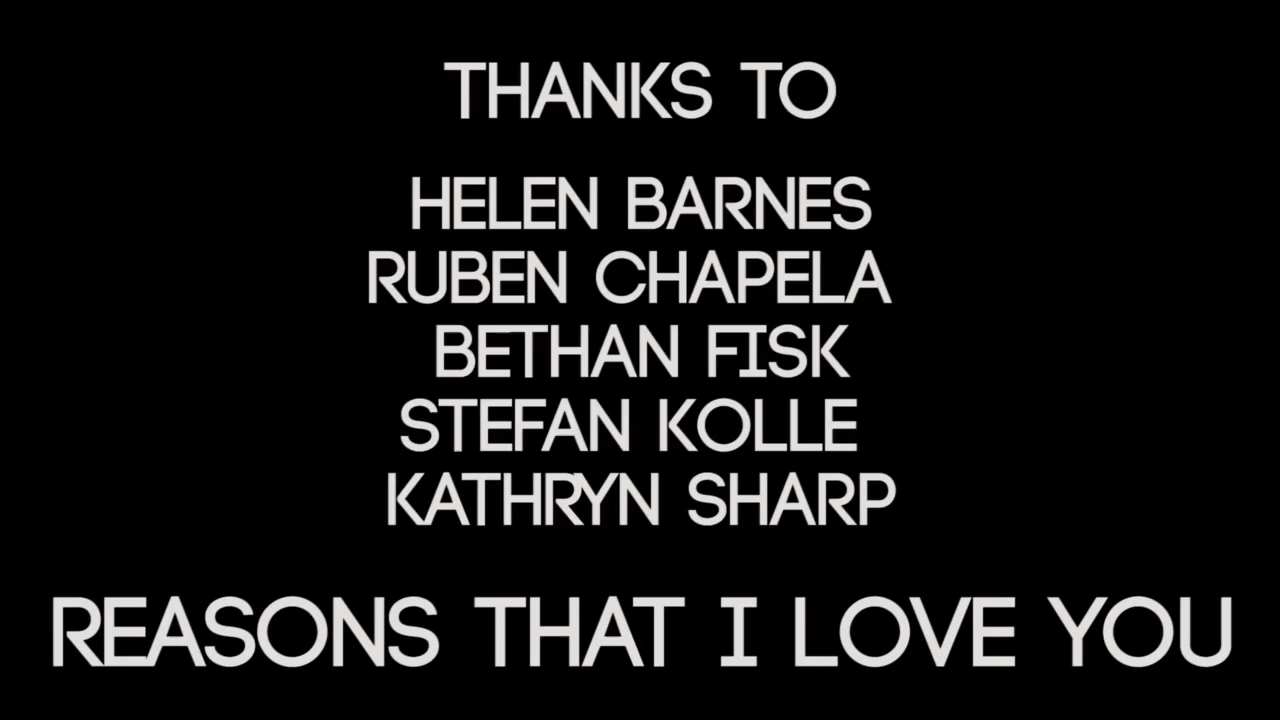 THANKS TO
HELEN BARNES
RUBEN CHAPELA
BETHAN FISK
STEFAN KOLLE
KATHRYN SHARP
REASONS THAT I LOVE YOU